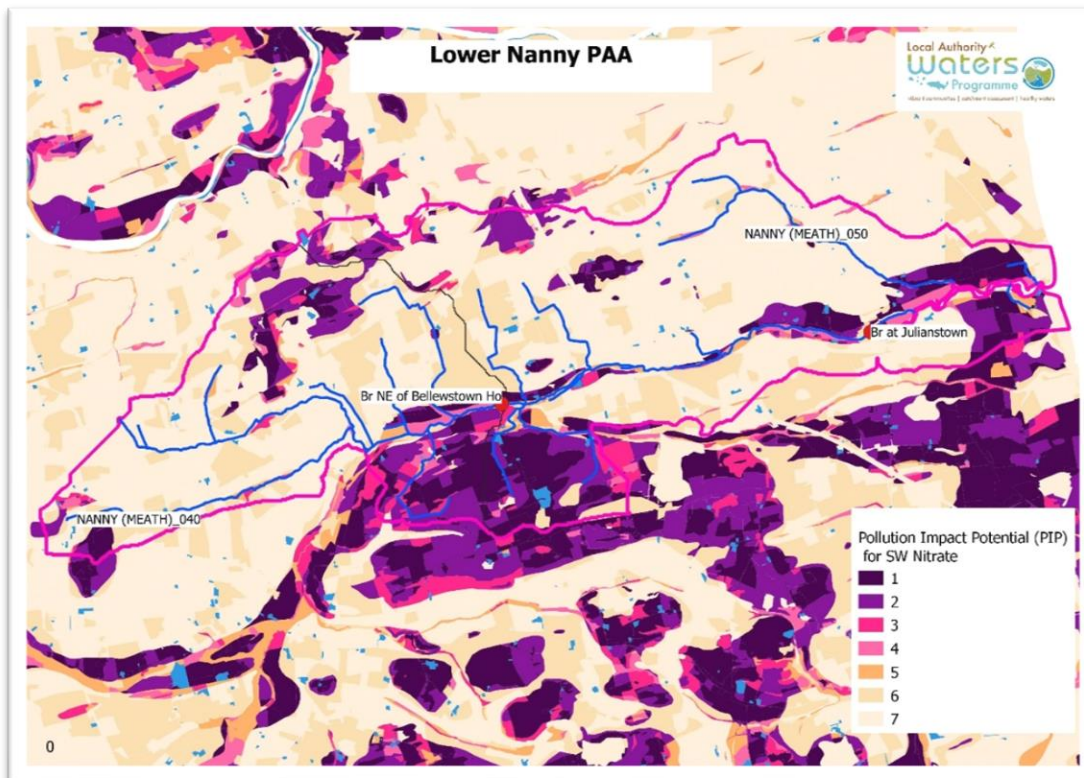 Lower Nanny PAA
Local Authority
Waters
Programme
NANNY (MEATH)_050
Br at Julianstown
Br NE of Bellewstown Ho
NANNY (MEATH)_040
Pollution Impact Potential (PIP)
for SW Nitrate
1
2
3
4
5
6
7
0